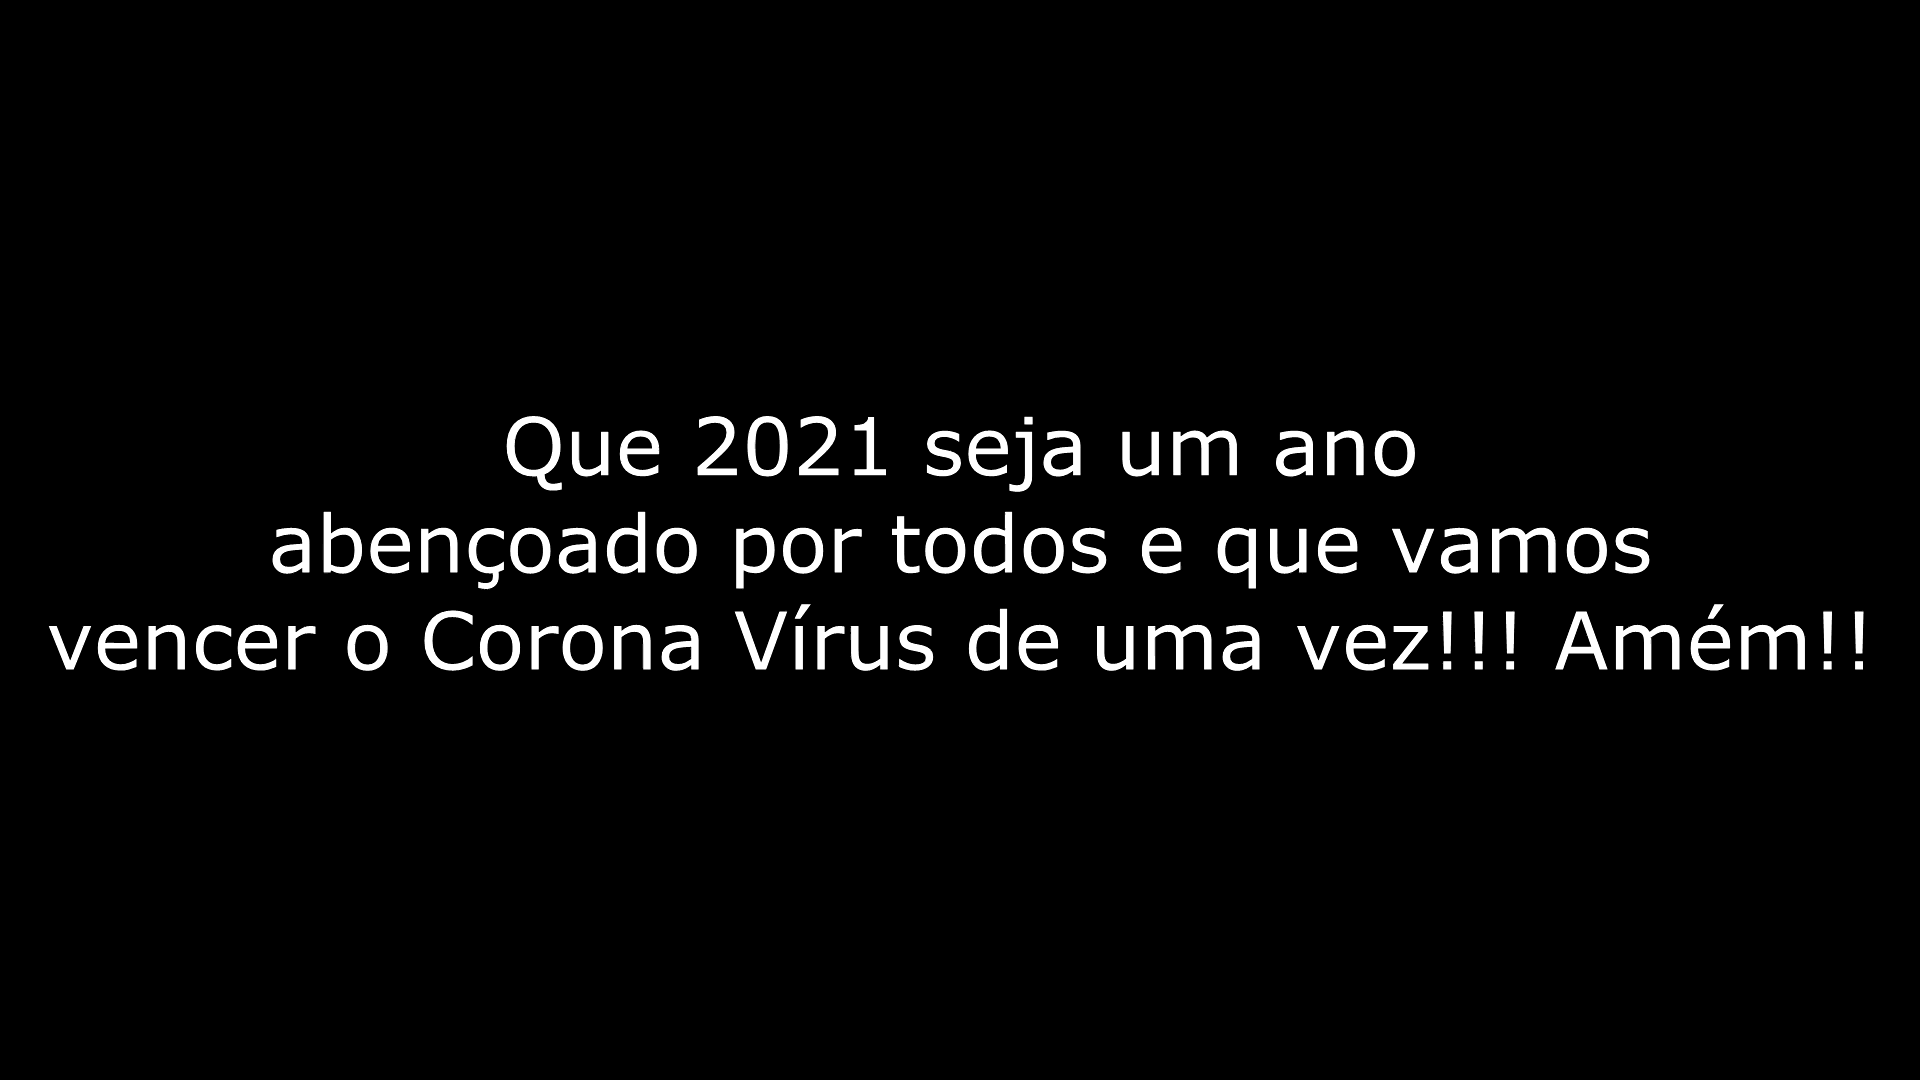 Que 2021 seja um ano
abençoado por todos e que vamos
vencer o Corona Vírus de uma vez!!! Amém!!